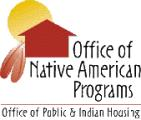 Office of
Native American
Programs
Office of Public & Indian Housing